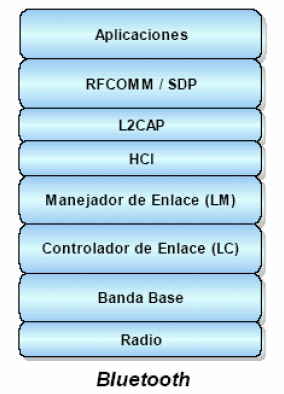 Aplicaciones
RFCOMM / SDP
L2CAP
HCI
Manejador de Enlace (LM)
Controlador de Enlace (LC)
Banda Base
Radio
Bluetooth